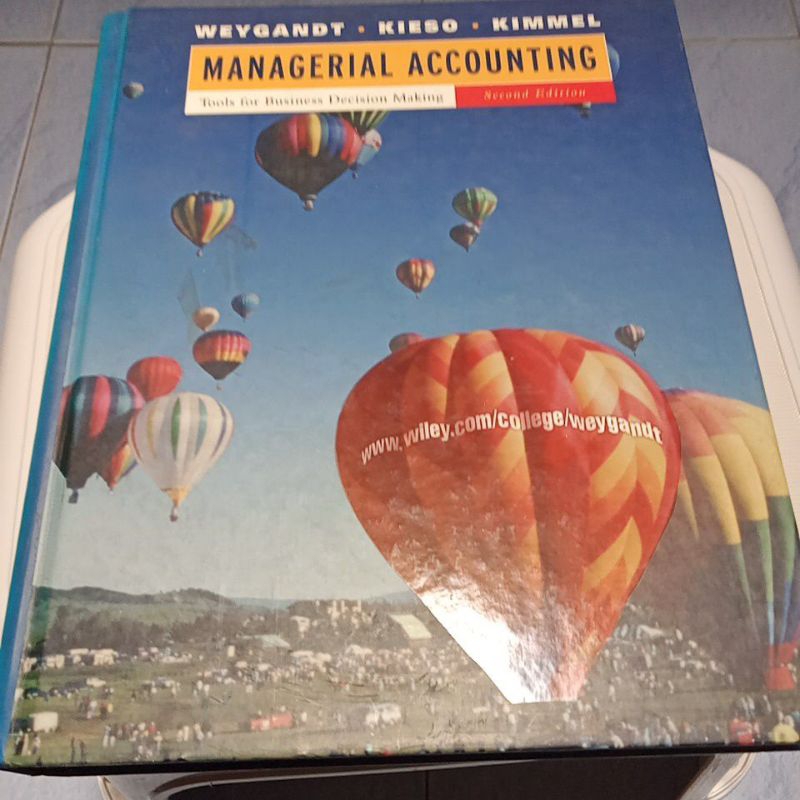 WEYGANDT • KIESO • KIMMEL
MANAGERIAL ACCOUNTING
Tools for Business Decision Making Second Edition
www.wiley.com/college/weygandt